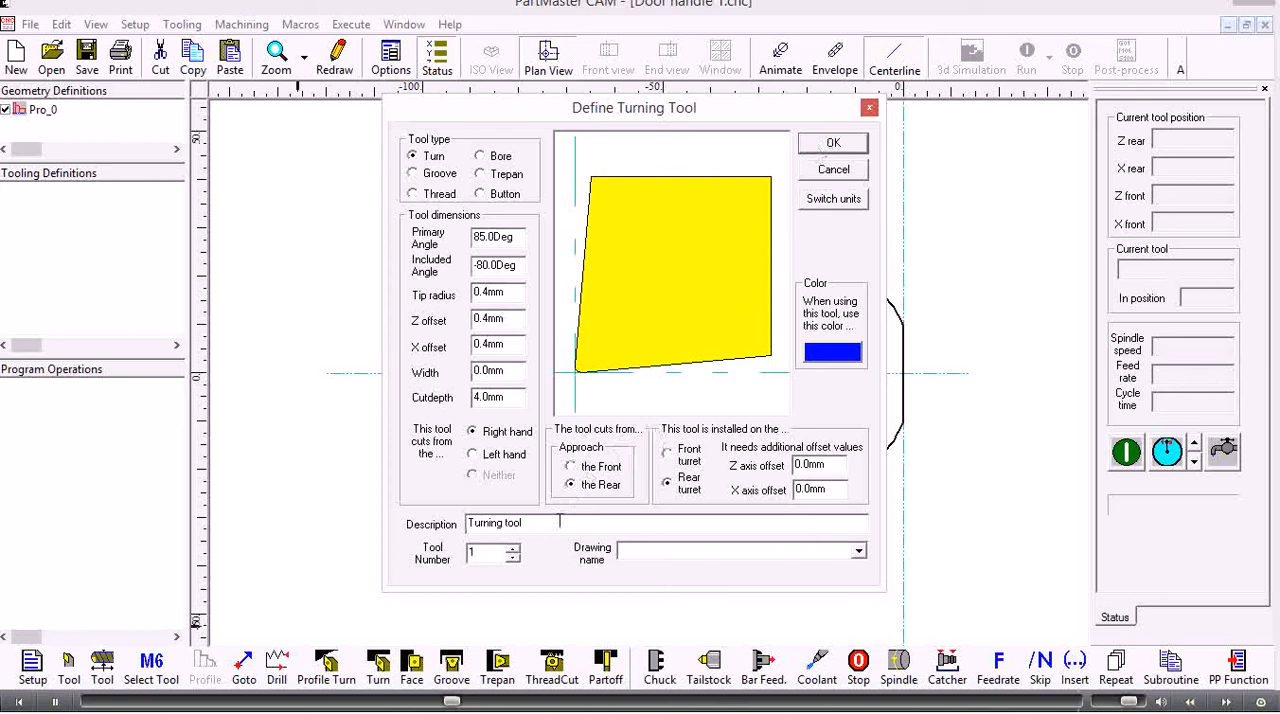 PartMaster CAM - [Door handle 1.cnc]
File Edit View Setup Tooling Machining Macros Execute Window Help
New Open Save Print Cut Copy Paste Zoom Redraw Options Status ISO View Plan View Front view End view Window Animate Envelope Centerline 3d Simulation Run Stop Post-process A
Geometry Definitions
Pro_0
Tooling Definitions
Program Operations
-100
-50
0
50
0
Define Turning Tool
Tool type
Turn Bore
Groove Trepan
Thread Button
Tool dimensions
Primary Angle 85.0Deg
Included Angle -80.0Deg
Tip radius 0.4mm
Z offset 0.4mm
X offset 0.4mm
Width 0.0mm
Cutdepth 4.0mm
This tool cuts from the ...
Right hand
Left hand
Neither
The tool cuts from...
Approach
the Front
the Rear
This tool is installed on the ...
Front turret
Rear turret
It needs additional offset values
Z axis offset 0.0mm
X axis offset 0.0mm
OK
Cancel
Switch units
Color
When using
this tool, use
this color ...
Description Turning tool
Tool Number 1
Drawing name
Current tool position
Z rear
X rear
Z front
X front
Current tool
In position
Spindle speed
Feed rate
Cycle time
Status
M6 F /N (..)
Setup Tool Tool Select Tool Profile Goto Drill Profile Turn Turn Face Groove Trepan ThreadCut Partoff Chuck Tailstock Bar Feed. Coolant Stop Spindle Catcher Feedrate Skip Insert Repeat Subroutine PP Function